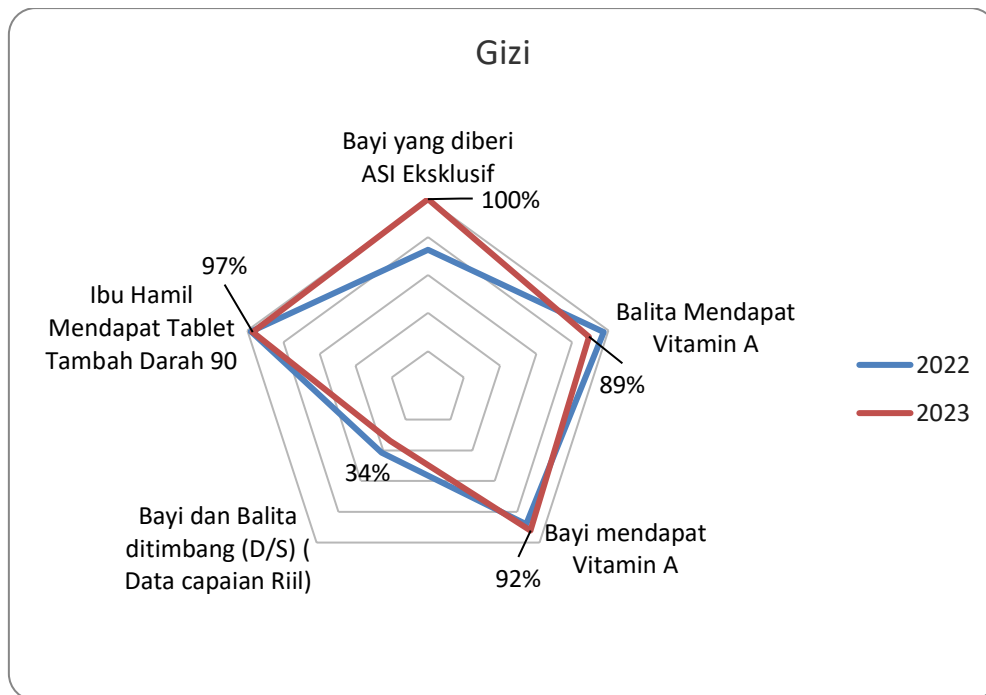 Gizi
Bayi yang diberi
ASI Eksklusif
100%
97%
Ibu Hamil
Mendapat Tablet
Tambah Darah 90
Balita Mendapat
Vitamin A
89%
2022
2023
34%
Bayi dan Balita
ditimbang (D/S) (
Data capaian Riil)
Bayi mendapat
Vitamin A
92%